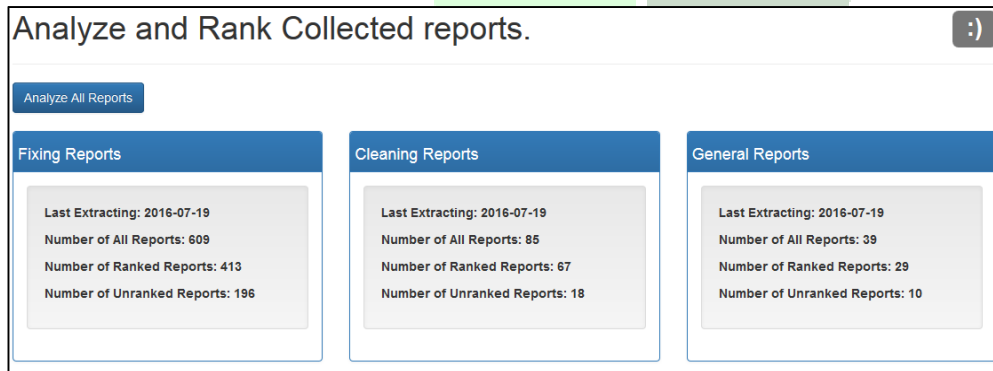 Analyze and Rank Collected reports.
:)
Analyze All Reports
Fixing Reports
Last Extracting: 2016-07-19
Number of All Reports: 609
Number of Ranked Reports: 413
Number of Unranked Reports: 196
Cleaning Reports
Last Extracting: 2016-07-19
Number of All Reports: 85
Number of Ranked Reports: 67
Number of Unranked Reports: 18
General Reports
Last Extracting: 2016-07-19
Number of All Reports: 39
Number of Ranked Reports: 29
Number of Unranked Reports: 10